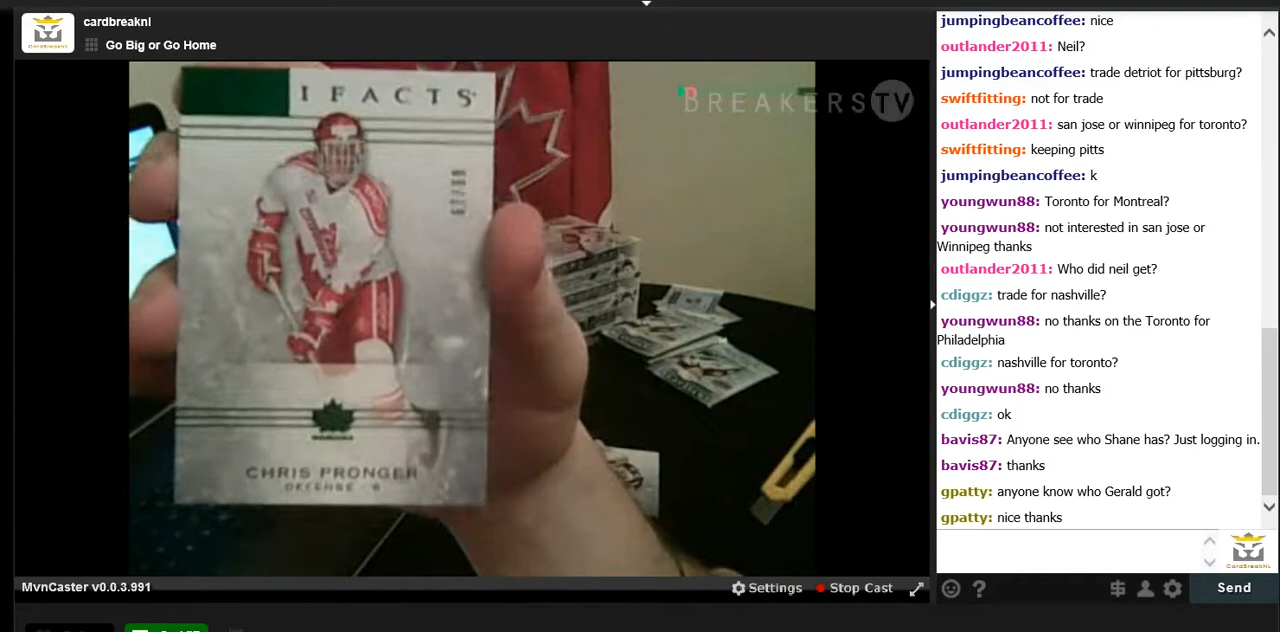 cardbreaknl
Go Big or Go Home
IFACTS
BREAKERSTV
CHRIS PRONGER
DEFENSE - 6
MvnCaster v0.0.3.991
Settings
Stop Cast
jumpingbeancoffee: nice
outlander2011: Neil?
jumpingbeancoffee: trade detriot for pittsburg?
swiftfitting: not for trade
outlander2011: san jose or winnipeg for toronto?
swiftfitting: keeping pitts
jumpingbeancoffee: k
youngwun88: Toronto for Montreal?
youngwun88: not interested in san jose or
Winnipeg thanks
outlander2011: Who did neil get?
cdiggz: trade for nashville?
youngwun88: no thanks on the Toronto for
Philadelphia
cdiggz: nashville for toronto?
youngwun88: no thanks
cdiggz: ok
bavis87: Anyone see who Shane has? Just logging in.
bavis87: thanks
gpatty: anyone know who Gerald got?
gpatty: nice thanks
CardBreakNL
?
Send